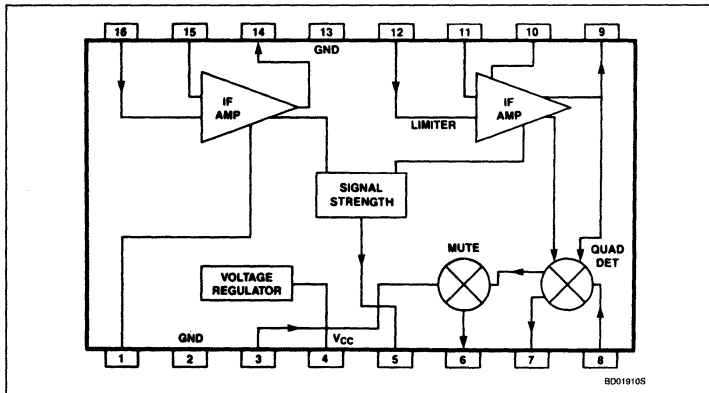 16 15 14 13 12 11 10 9
GND
IF
AMP
LIMITER
IF
AMP
SIGNAL
STRENGTH
MUTE
QUAD
DET
VOLTAGE
REGULATOR
GND
VCC
1 2 3 4 5 6 7 8
BD01910S